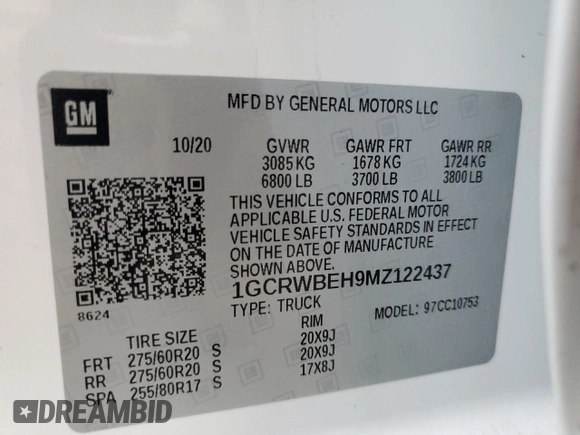 GM
MFD BY GENERAL MOTORS LLC
10/20 GVWR GAWR FRT GAWR RR
3085 KG 1678 KG 1724 KG
6800 LB 3700 LB 3800 LB
THIS VEHICLE CONFORMS TO ALL
APPLICABLE U.S. FEDERAL MOTOR
VEHICLE SAFETY STANDARDS IN EFFECT
ON THE DATE OF MANUFACTURE
SHOWN ABOVE.
1GCRWBEH9MZ122437
8624 TYPE: TRUCK MODEL: 97CC10753
TIRE SIZE RIM
FRT 275/60R20 S 20X9J
RR 275/60R20 S 20X9J
SPA 255/80R17 S 17X8J
DREAMBID